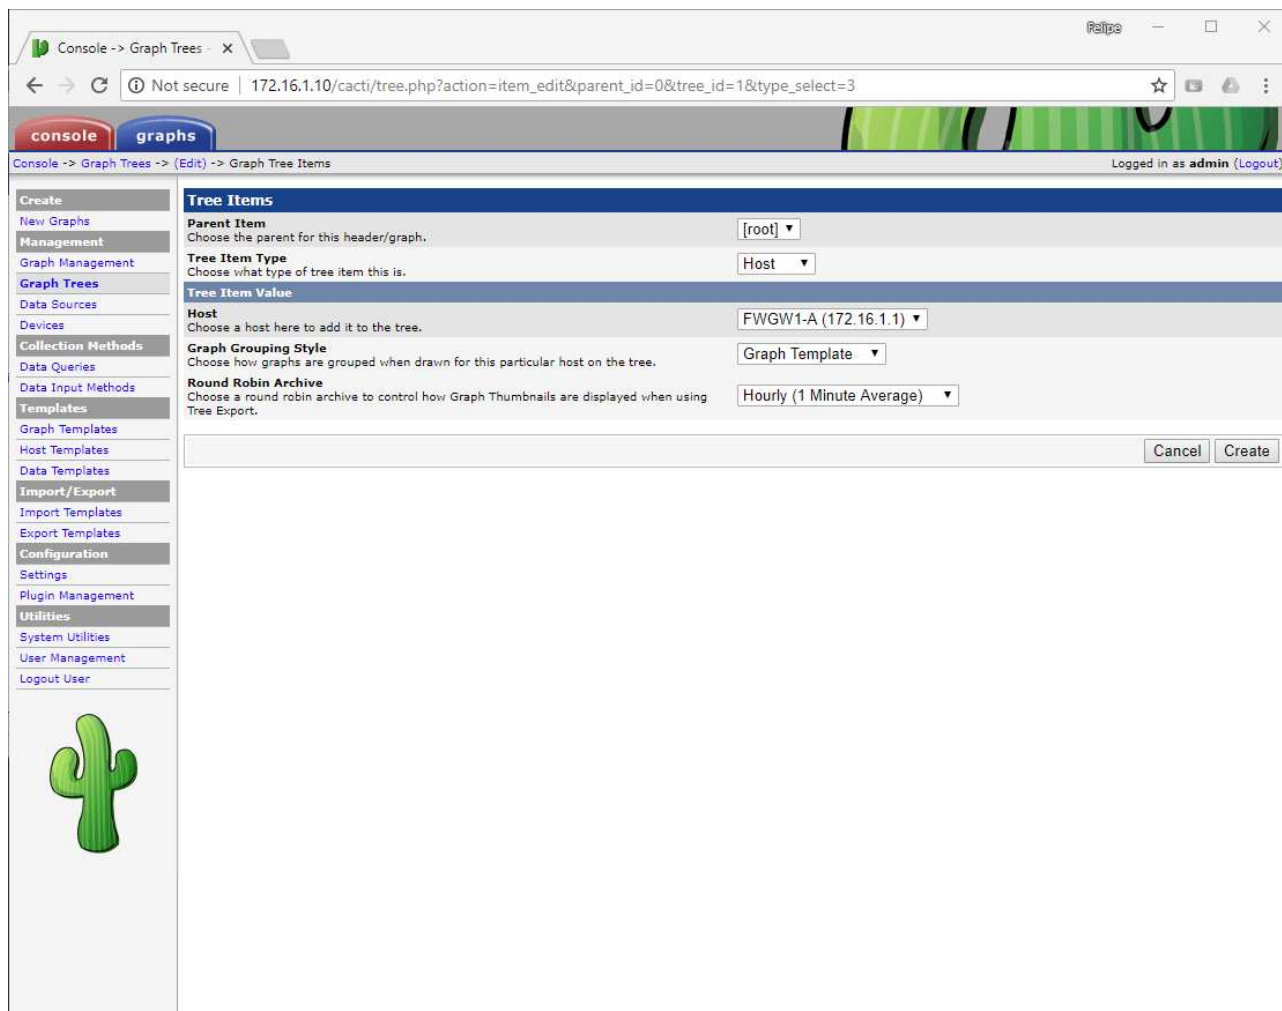 Felipe
Console -> Graph Trees -
Not secure | 172.16.1.10/cacti/tree.php?action=item_edit&parent_id=0&tree_id=1&type_select=3
console graphs
Console -> Graph Trees -> (Edit) -> Graph Tree Items
Logged in as admin (Logout)
Create
New Graphs
Management
Graph Management
Graph Trees
Data Sources
Devices
Collection Methods
Data Queries
Data Input Methods
Templates
Graph Templates
Host Templates
Data Templates
Import/Export
Import Templates
Export Templates
Configuration
Settings
Plugin Management
Utilities
System Utilities
User Management
Logout User
Tree Items
Parent Item
Choose the parent for this header/graph.
[root]
Tree Item Type
Choose what type of tree item this is.
Host
Tree Item Value
Host
Choose a host here to add it to the tree.
FWGW1-A (172.16.1.1)
Graph Grouping Style
Choose how graphs are grouped when drawn for this particular host on the tree.
Graph Template
Round Robin Archive
Choose a round robin archive to control how Graph Thumbnails are displayed when using
Tree Export.
Hourly (1 Minute Average)
Cancel Create